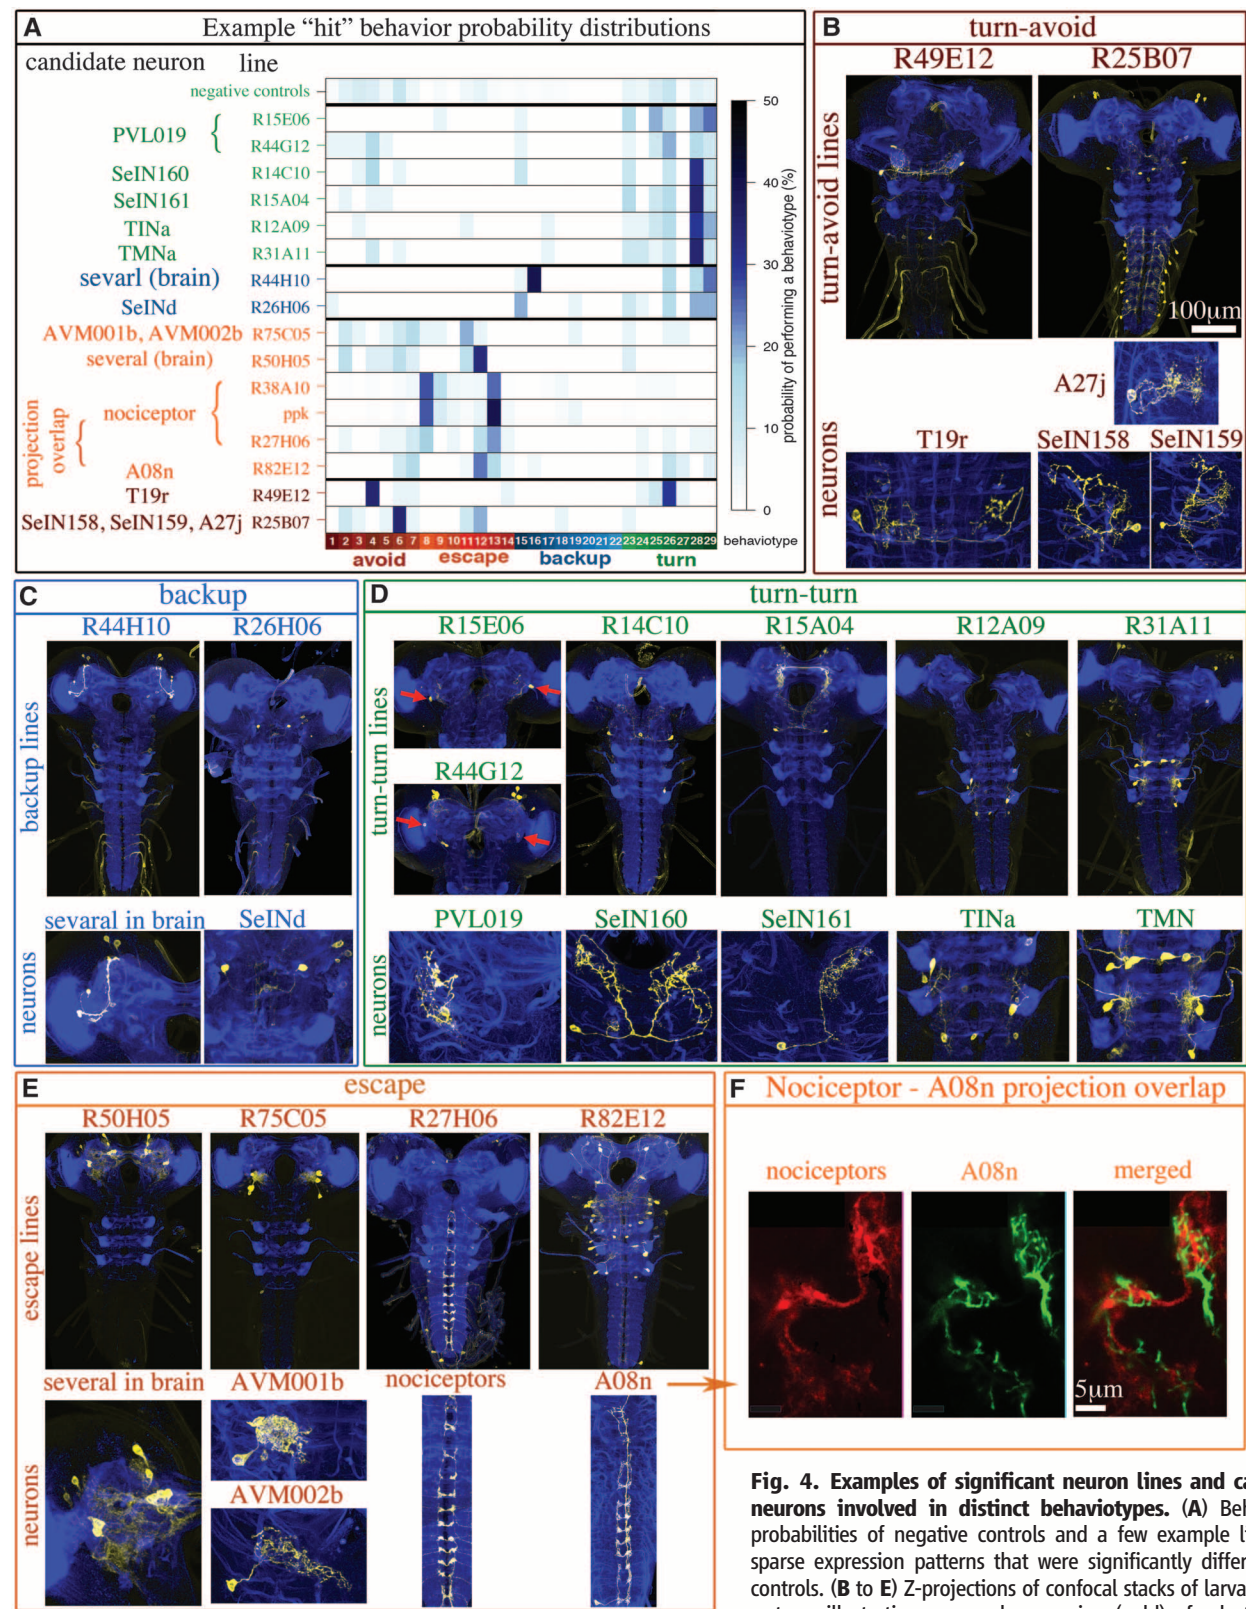 A Example “hit” behavior probability distributions
candidate neuron line
negative controls
PVL019 { R15E06
R44G12
SeIN160 R14C10
SeIN161 R15A04
TINa R12A09
TMNa R31A11
sevarl (brain) R44H10
SeINd R26H06
AVM001b, AVM002b R75C05
several (brain) R50H05
nociceptor { R38A10
ppk
R27H06
projection overlap {
A08n R82E12
T19r R49E12
SeIN158, SeIN159, A27j R25B07
50
40
30
20
10
0
probability of performing a behaviotype (%)
1 2 3 4 5 6 7 8 9 10 11 12 13 14 15 16 17 18 19 20 21 22 23 24 25 26 27 28 29 behaviotype
avoid escape backup turn
B turn-avoid
R49E12 R25B07
turn-avoid lines
100µm
neurons
A27j
T19r SeIN158 SeIN159
C backup
R44H10 R26H06
backup lines
sevaral in brain SeINd
neurons
D turn-turn
R15E06 R14C10 R15A04 R12A09 R31A11
turn-turn lines
R44G12
PVL019 SeIN160 SeIN161 TINa TMN
neurons
E escape
R50H05 R75C05 R27H06 R82E12
escape lines
several in brain AVM001b nociceptors A08n
neurons
AVM002b
F Nociceptor - A08n projection overlap
nociceptors A08n merged
5µm
Fig. 4. Examples of significant neuron lines and ca
neurons involved in distinct behaviotypes. (A) Beh
probabilities of negative controls and a few example l
sparse expression patterns that were significantly differ
controls. (B to E) Z-projections of confocal stacks of larva